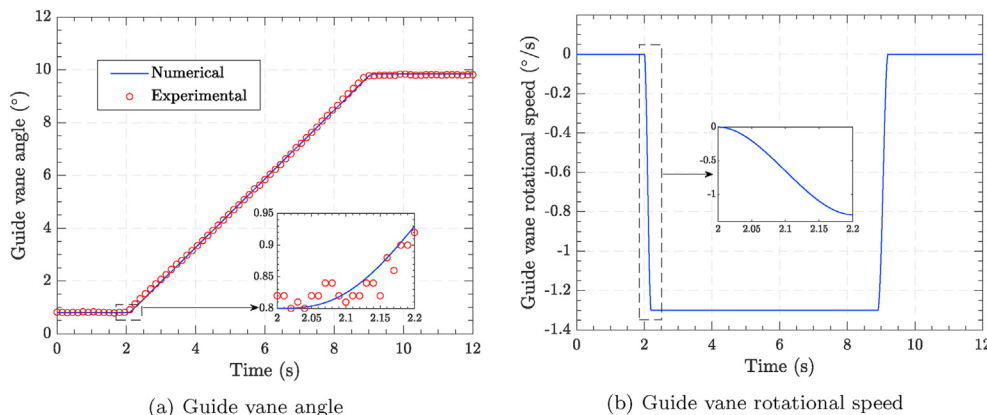 12
10
8
6
4
2
0
Guide vane angle (°)
Numerical
Experimental
0.95
0.9
0.85
0.8
2 2.05 2.1 2.15 2.2
0 2 4 6 8 10 12
Time (s)
(a) Guide vane angle
0
-0.2
-0.4
-0.6
-0.8
-1
-1.2
-1.4
Guide vane rotational speed (°/s)
0
-0.5
-1
2 2.05 2.1 2.15 2.2
0 2 4 6 8 10 12
Time (s)
(b) Guide vane rotational speed